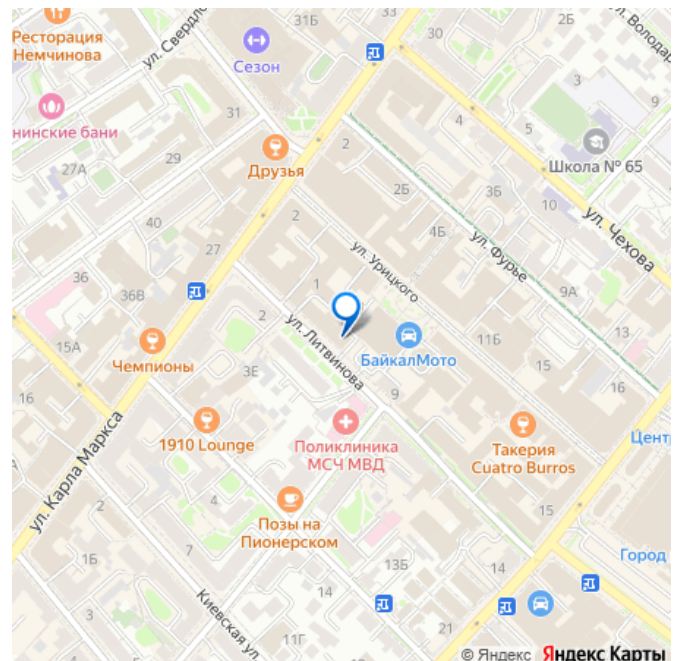 Ресторация
Немчинова
ул. Свердло
Сезон
31Б
33
30
2Б
ул. Володар
3
9
4
5
Школа № 65
31
нинские бани
27А
29
Друзья
2
2Б
3Б
10
ул. Чехова
40
2
4Б
ул. Фурье
27
ул. Урицкого
36
36В
1
9А
2
ул. Литвинова
БайкалМото
11Б
13
15А
Чемпионы
3Е
15
16
9
1910 Lounge
Поликлиника
МСЧ МВД
Такерия
Cuatro Burros
Цент
16
ул. Карла Маркса
4
15
Позы на
Пионерском
1Б
7
13Б
14
Город
Киевская ул.
14
3
11Г
21
2
© Яндекс Яндекс Карты